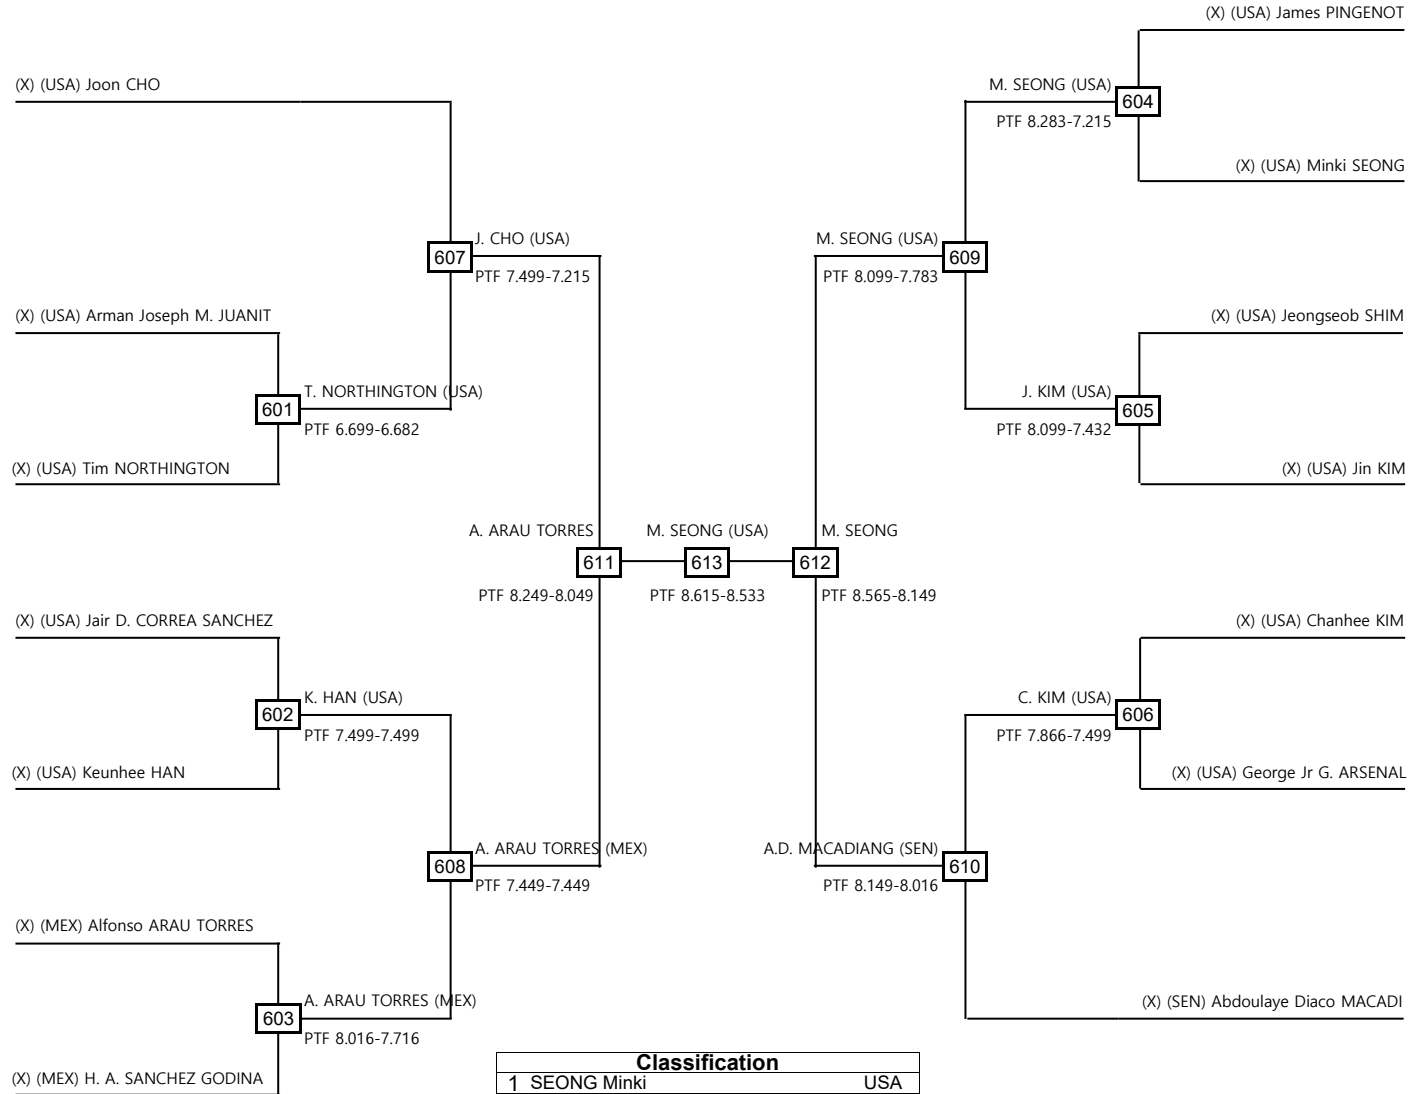 (X) (USA) James PINGENOT
(X) (USA) Joon CHO
M. SEONG (USA)
604
PTF 8.283-7.215
(X) (USA) Minki SEONG
J. CHO (USA)
607
PTF 7.499-7.215
M. SEONG (USA)
609
PTF 8.099-7.783
(X) (USA) Arman Joseph M. JUANIT
(X) (USA) Jeongseob SHIM
T. NORTHINGTON (USA)
601
PTF 6.699-6.682
J. KIM (USA)
605
PTF 8.099-7.432
(X) (USA) Tim NORTHINGTON
(X) (USA) Jin KIM
A. ARAU TORRES
611
PTF 8.249-8.049
M. SEONG (USA)
613
PTF 8.615-8.533
M. SEONG
612
PTF 8.565-8.149
(X) (USA) Jair D. CORREA SANCHEZ
(X) (USA) Chanhee KIM
K. HAN (USA)
602
PTF 7.499-7.499
C. KIM (USA)
606
PTF 7.866-7.499
(X) (USA) Keunhee HAN
(X) (USA) George Jr G. ARSENAL
A. ARAU TORRES (MEX)
608
PTF 7.449-7.449
A.D. MACADIANG (SEN)
610
PTF 8.149-8.016
(X) (MEX) Alfonso ARAU TORRES
A. ARAU TORRES (MEX)
603
PTF 8.016-7.716
(X) (SEN) Abdoulaye Diaco MACADI
(X) (MEX) H. A. SANCHEZ GODINA
Classification
1 SEONG Minki USA